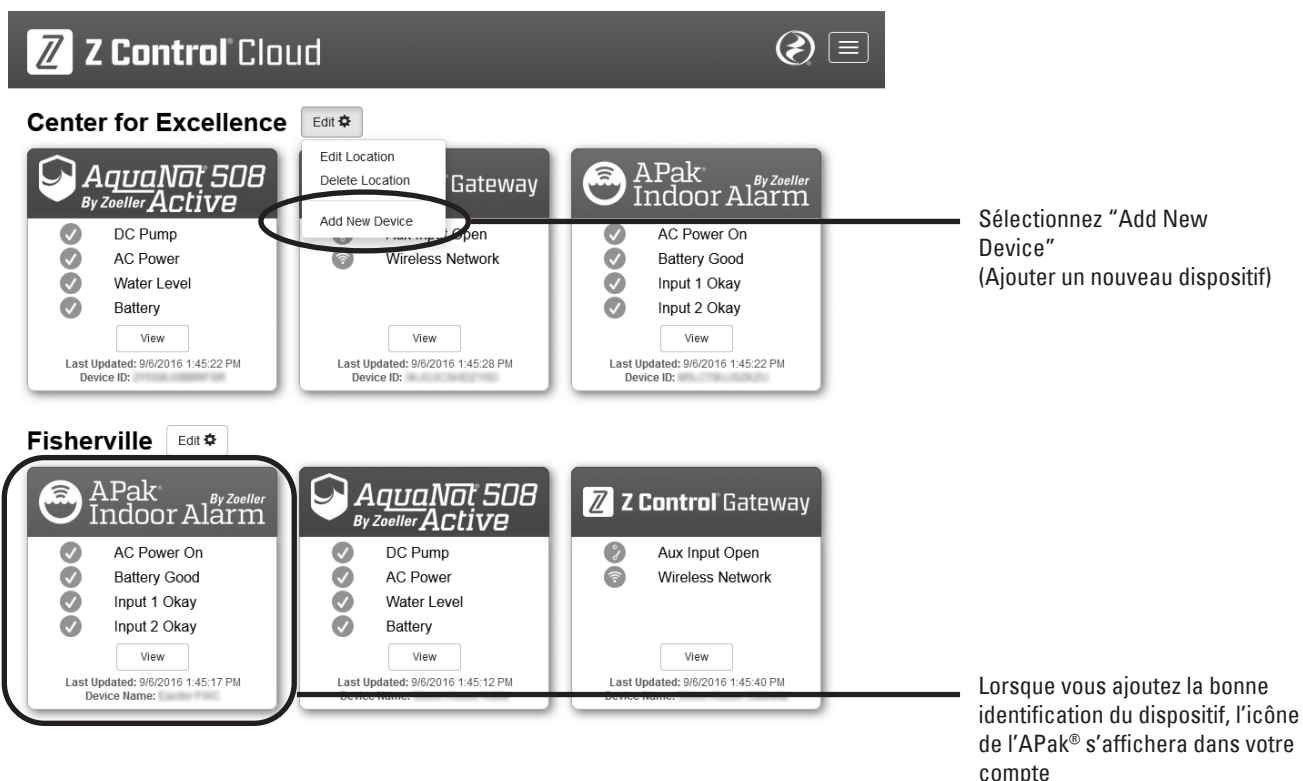 Z Control® Cloud
Center for Excellence
Edit
Edit Location
Delete Location
Add New Device
AquaNot® 508
By Zoeller Active
DC Pump
AC Power
Water Level
Battery
View
Last Updated: 9/6/2016 1:45:22 PM
Device ID:
Gateway
Aux Input Open
Wireless Network
Last Updated: 9/6/2016 1:45:28 PM
Device ID:
APak® By Zoeller
Indoor Alarm
AC Power On
Battery Good
Input 1 Okay
Input 2 Okay
View
Last Updated: 9/6/2016 1:45:22 PM
Device ID:
Sélectionnez “Add New
Device”
(Ajouter un nouveau dispositif)
Fisherville
Edit
APak® By Zoeller
Indoor Alarm
AC Power On
Battery Good
Input 1 Okay
Input 2 Okay
View
Last Updated: 9/6/2016 1:45:17 PM
Device Name:
AquaNot® 508
By Zoeller Active
DC Pump
AC Power
Water Level
Battery
View
Last Updated: 9/6/2016 1:45:12 PM
Device Name:
Z Control® Gateway
Aux Input Open
Wireless Network
View
Last Updated: 9/6/2016 1:45:40 PM
Device Name:
Lorsque vous ajoutez la bonne
identification du dispositif, l’icône
de l’APak® s’affichera dans votre
compte